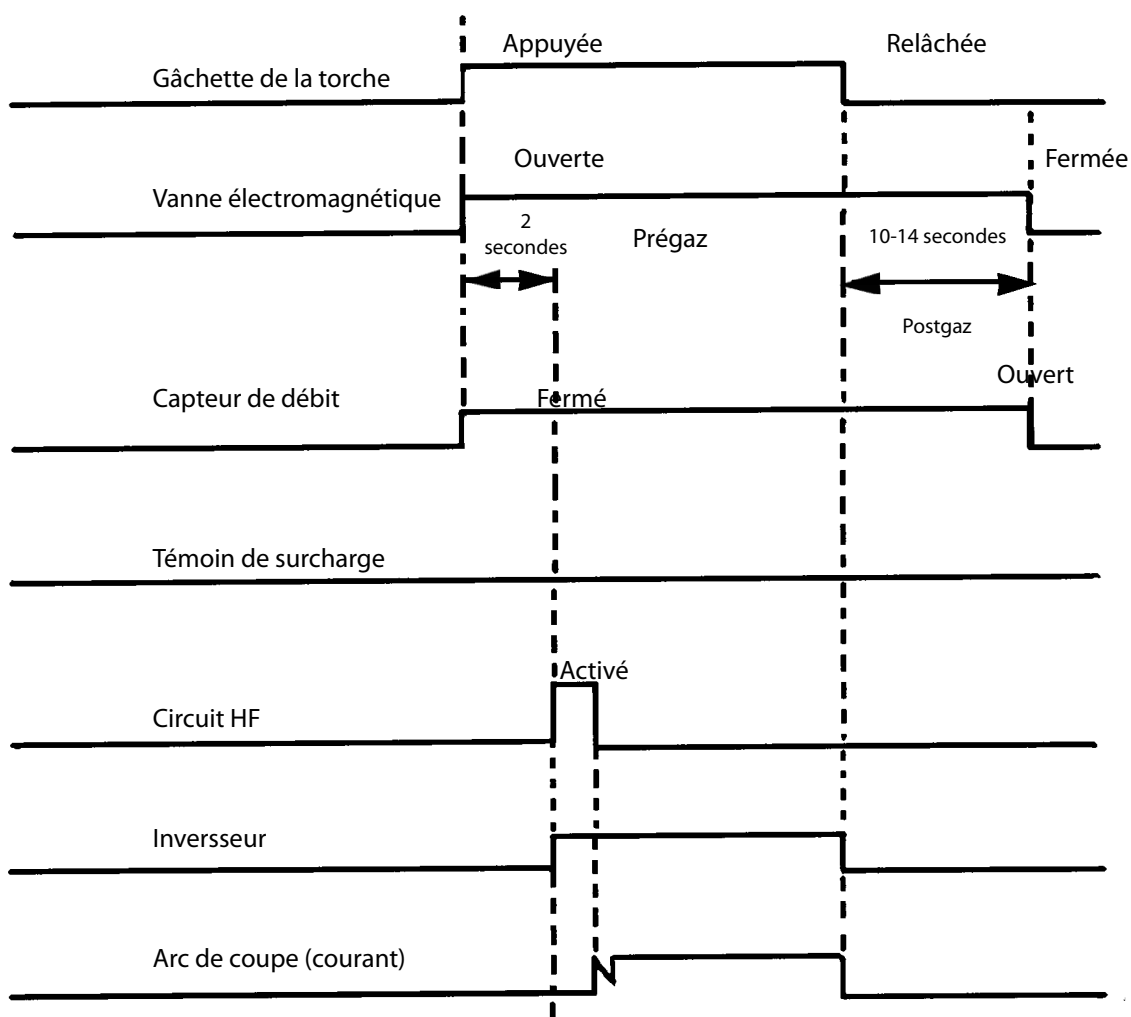 Appuyée
Relâchée
Gâchette de la torche
Ouverte
Fermée
Vanne électromagnétique
2
secondes
Prégaz
10-14 secondes
Postgaz
Ouvert
Capteur de débit
Fermé
Témoin de surcharge
Activé
Circuit HF
Inversseur
Arc de coupe (courant)